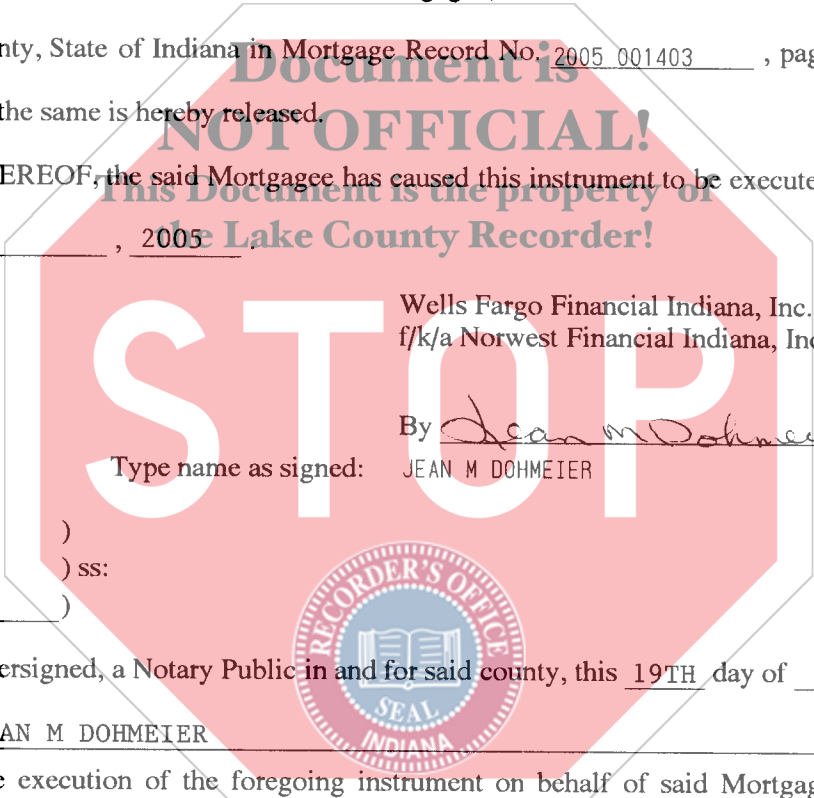 nty, State of Indiana in Mortgage Record No. 2005 001403 , pag
Document is
the same is hereby released.
NOT OFFICIAL!
EREOF, the said Mortgagee has caused this instrument to be execute
This Document is the property of
, 2005 .
the Lake County Recorder!
Wells Fargo Financial Indiana, Inc.
f/k/a Norwest Financial Indiana, Inc
STOP
By Jean M Dohmei
Type name as signed: JEAN M DOHMEIER
)
) ss:
)
RECORDER'S OFFICE
SEAL
INDIANA
ersigned, a Notary Public in and for said county, this 19TH day of
AN M DOHMEIER
e execution of the foregoing instrument on behalf of said Mortgag